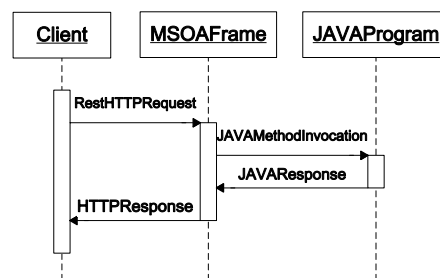 Client MSOAFrame JAVAProgram
RestHTTPRequest
JAVAMethodInvocation
JAVAResponse
HTTPResponse